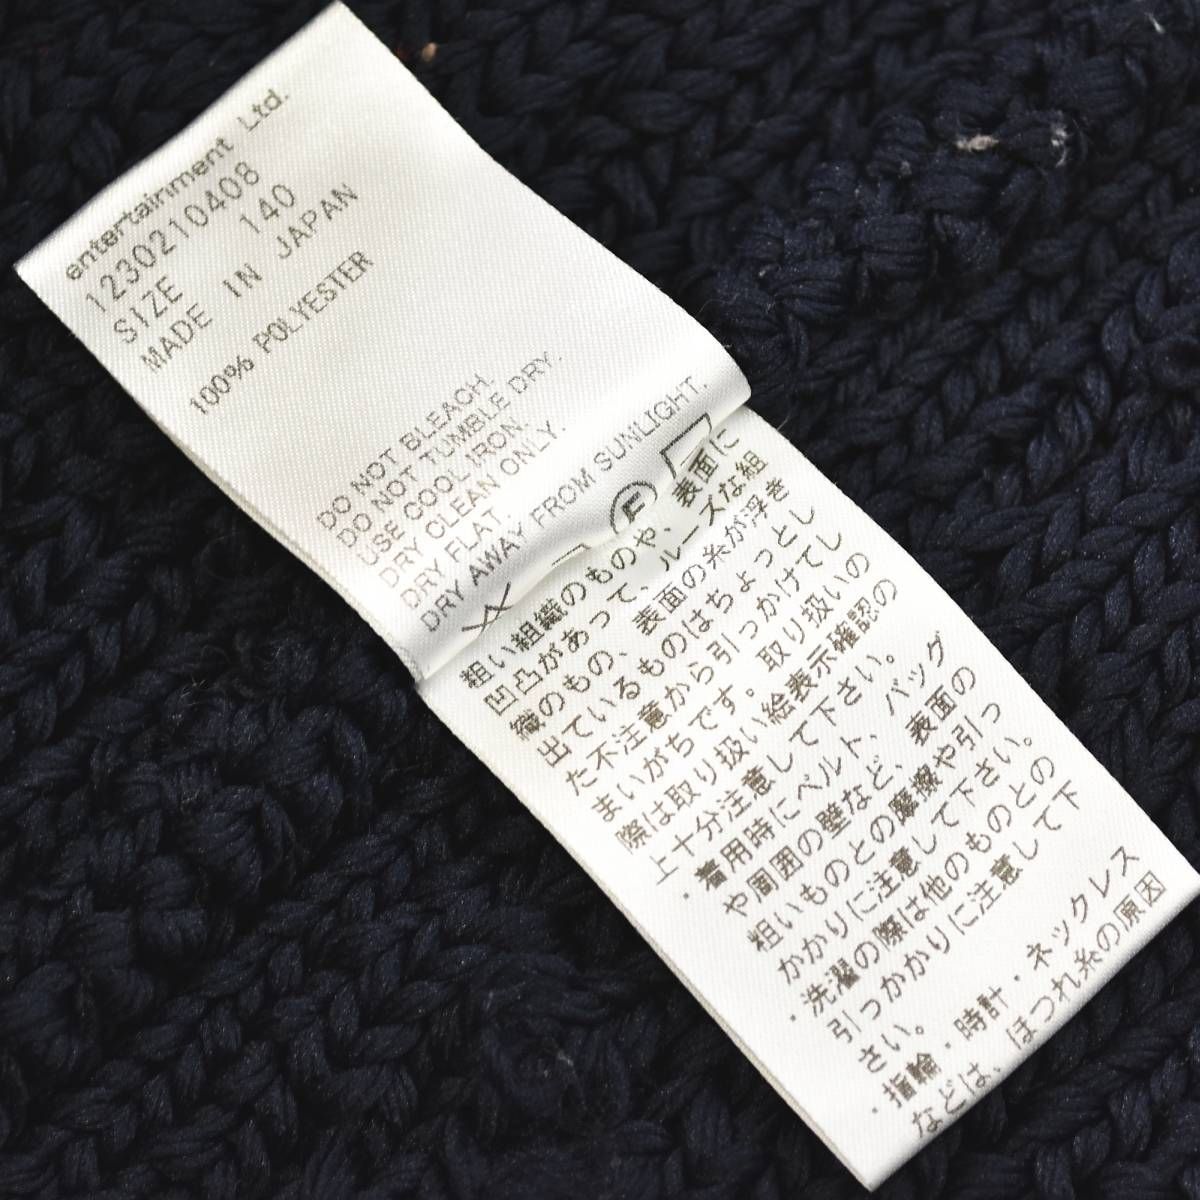 entertainment Ltd.
1230210408
SIZE 140
MADE IN JAPAN
100% POLYESTER
DO NOT BLEACH.
DO NOT TUMBLE DRY.
USE COOL IRON.
DRY CLEAN ONLY.
DRY FLAT.
DRY AWAY FROM SUNLIGHT.
F
粗い組織のものや、表面に
凹凸があって、ルーズな組
織のもの、表面の糸が浮き
出ているものはちょっとし
た不注意から引っかけてし
まいがちです。取り扱いの
際は取り扱い絵表示確認の
上十分注意して下さい。
・着用時にベルト、バッグ
や周囲の壁など、表面の
粗いものとの摩擦や引っ
かかりに注意して下さい。
・洗濯の際は他のものとの
引っかかりに注意して下
さい。
・指輪・時計・ネックレス
などは、ほつれ糸の原因